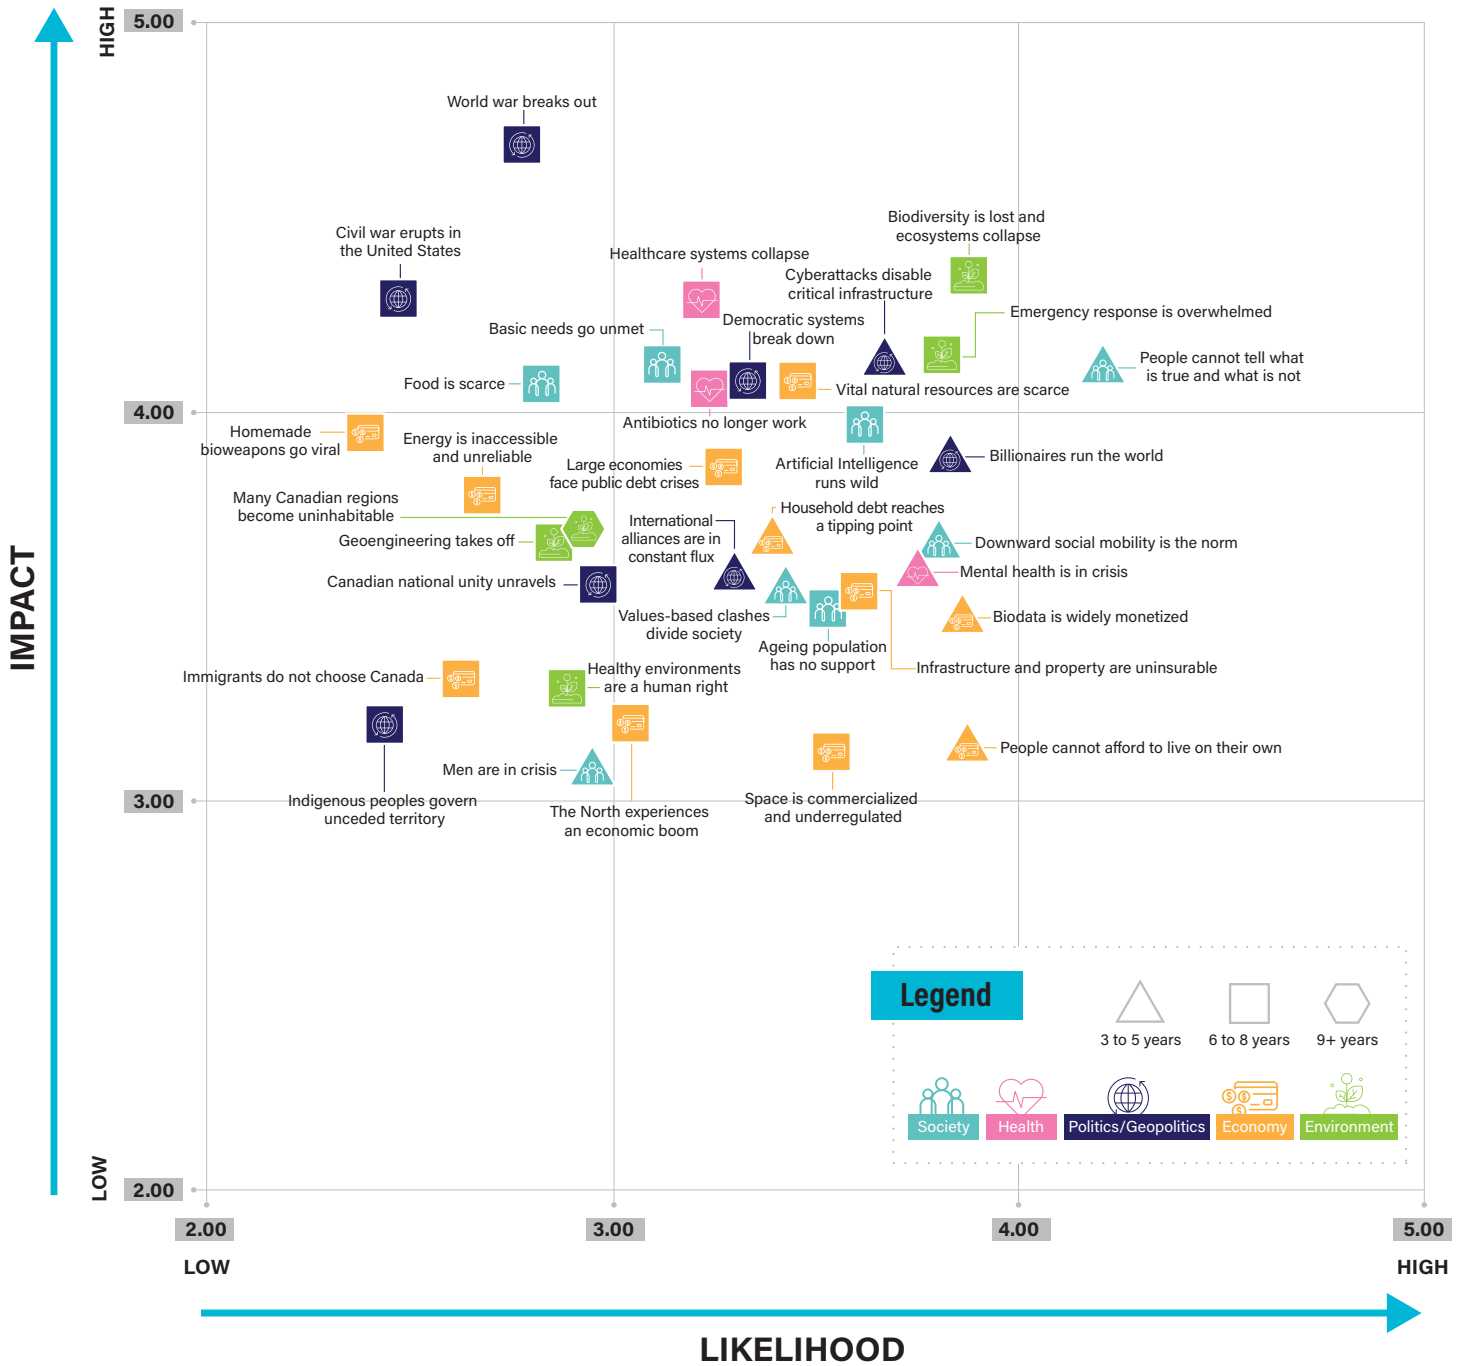 HIGH
5.00
World war breaks out
Biodiversity is lost and
ecosystems collapse
Civil war erupts in
the United States
Healthcare systems collapse
Cyberattacks disable
critical infrastructure
Emergency response is overwhelmed
Democratic systems
break down
Basic needs go unmet
People cannot tell what
is true and what is not
Food is scarce
Vital natural resources are scarce
4.00
Antibiotics no longer work
Homemade
bioweapons go viral
Energy is inaccessible
and unreliable
Large economies
face public debt crises
Artificial Intelligence
runs wild
Billionaires run the world
Many Canadian regions
become uninhabitable
Household debt reaches
a tipping point
International
alliances are in
constant flux
Geoengineering takes off
Downward social mobility is the norm
Mental health is in crisis
Canadian national unity unravels
Values-based clashes
divide society
Biodata is widely monetized
IMPACT
Ageing population
has no support
Infrastructure and property are uninsurable
Immigrants do not choose Canada
Healthy environments
are a human right
People cannot afford to live on their own
Men are in crisis
3.00
Indigenous peoples govern
unceded territory
The North experiences
an economic boom
Space is commercialized
and underregulated
Legend
3 to 5 years
6 to 8 years
9+ years
Society
Health
Politics/Geopolitics
Economy
Environment
LOW
2.00
2.00
3.00
4.00
5.00
LOW
HIGH
LIKELIHOOD